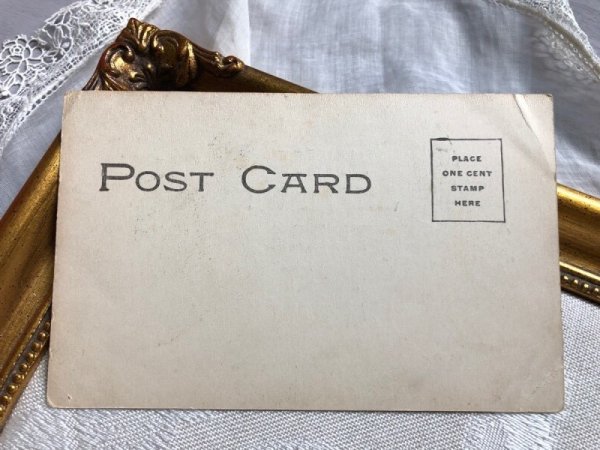 POST CARD
PLACE
ONE CENT
STAMP
HERE